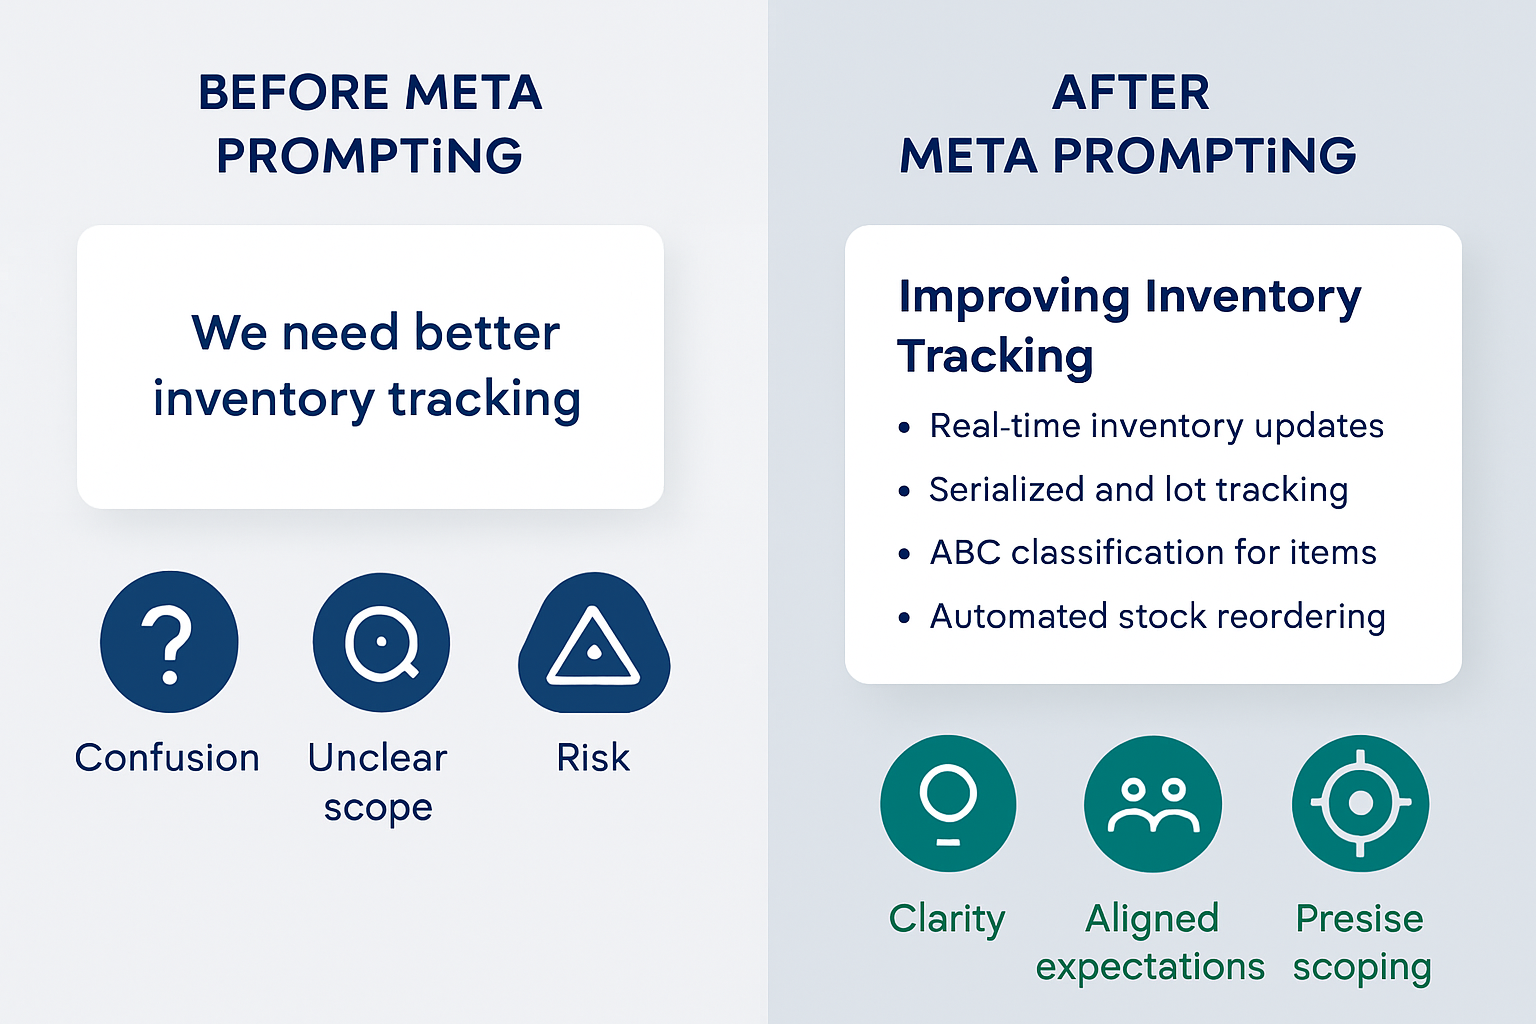 BEFORE META
PROMPTiNG
We need better
inventory tracking
Confusion
Unclear
scope
Risk
AFTER
META PROMPTiNG
Improving Inventory
Tracking
• Real-time inventory updates
• Serialized and lot tracking
• ABC classification for items
• Automated stock reordering
Clarity
Aligned
expectations
Presise
scoping